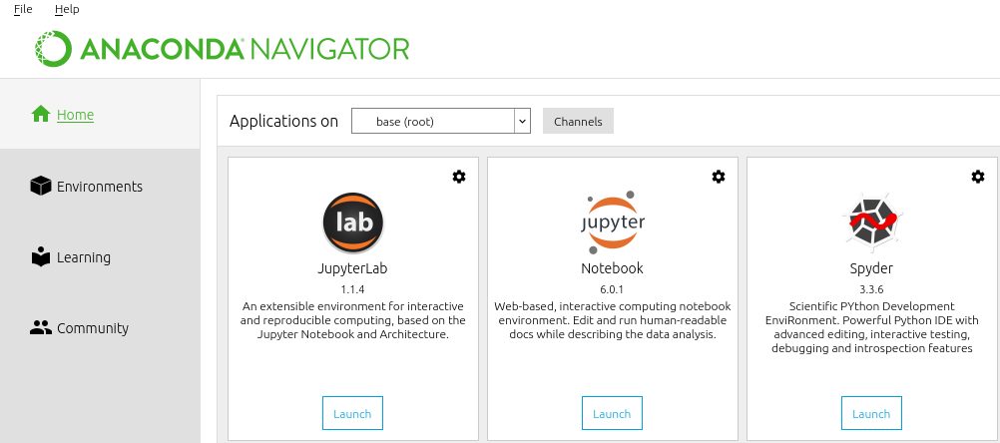 File Help
ANACONDA NAVIGATOR
Home
Environments
Learning
Community
Applications on base (root) Channels
lab
JupyterLab
1.1.4
An extensible environment for interactive
and reproducible computing, based on the
Jupyter Notebook and Architecture.
Launch
jupyter
Notebook
6.0.1
Web-based, interactive computing notebook
environment. Edit and run human-readable
docs while describing the data analysis.
Launch
Spyder
3.3.6
Scientific PYthon Development
EnviRonment. Powerful Python IDE with
advanced editing, interactive testing,
debugging and introspection features
Launch